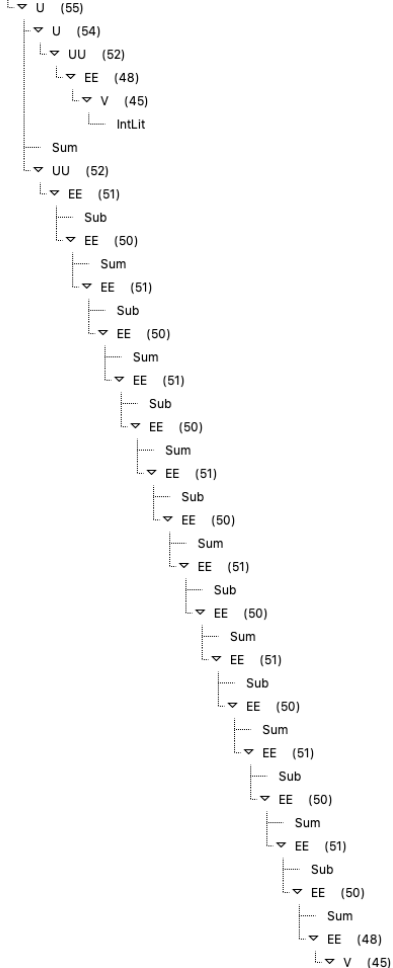 U (55)
U (54)
UU (52)
EE (48)
V (45)
IntLit
Sum
UU (52)
EE (51)
Sub
EE (50)
Sum
EE (51)
Sub
EE (50)
Sum
EE (51)
Sub
EE (50)
Sum
EE (51)
Sub
EE (50)
Sum
EE (51)
Sub
EE (50)
Sum
EE (51)
Sub
EE (50)
Sum
EE (51)
Sub
EE (50)
Sum
EE (51)
Sub
EE (50)
Sum
EE (48)
V (45)